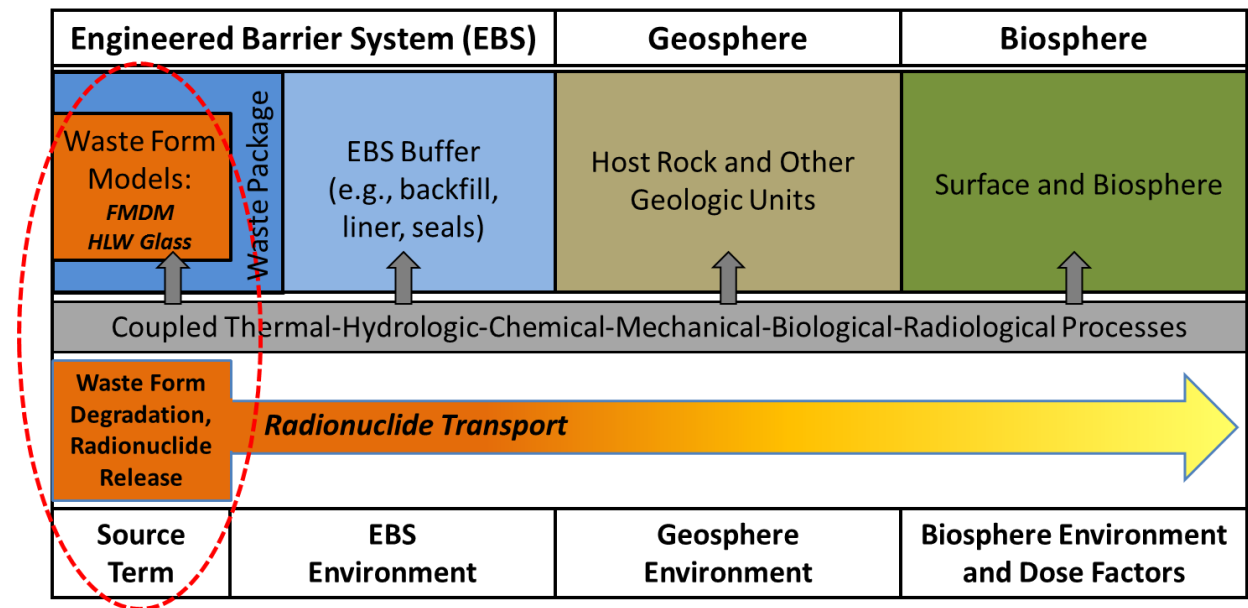 Engineered Barrier System (EBS)
Geosphere
Biosphere
Waste Form
Models:
FMDM
HLW Glass
Waste Package
EBS Buffer
(e.g., backfill,
liner, seals)
Host Rock and Other
Geologic Units
Surface and Biosphere
Coupled Thermal-Hydrologic-Chemical-Mechanical-Biological-Radiological Processes
Waste Form
Degradation,
Radionuclide
Release
Radionuclide Transport
Source
Term
EBS
Environment
Geosphere
Environment
Biosphere Environment
and Dose Factors